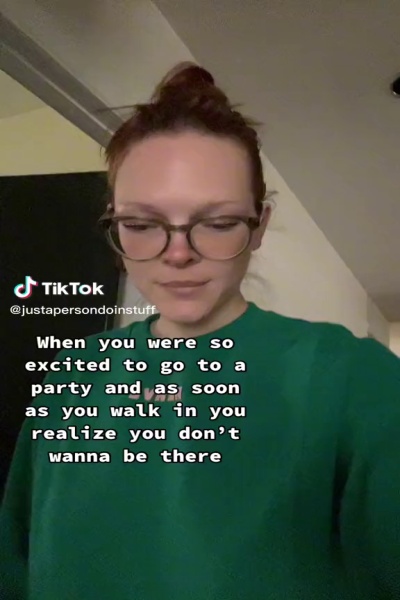 TikTok
@justapersondoinstuff
When you were so
excited to go to a
party and as soon
as you walk in you
realize you don't
wanna be there